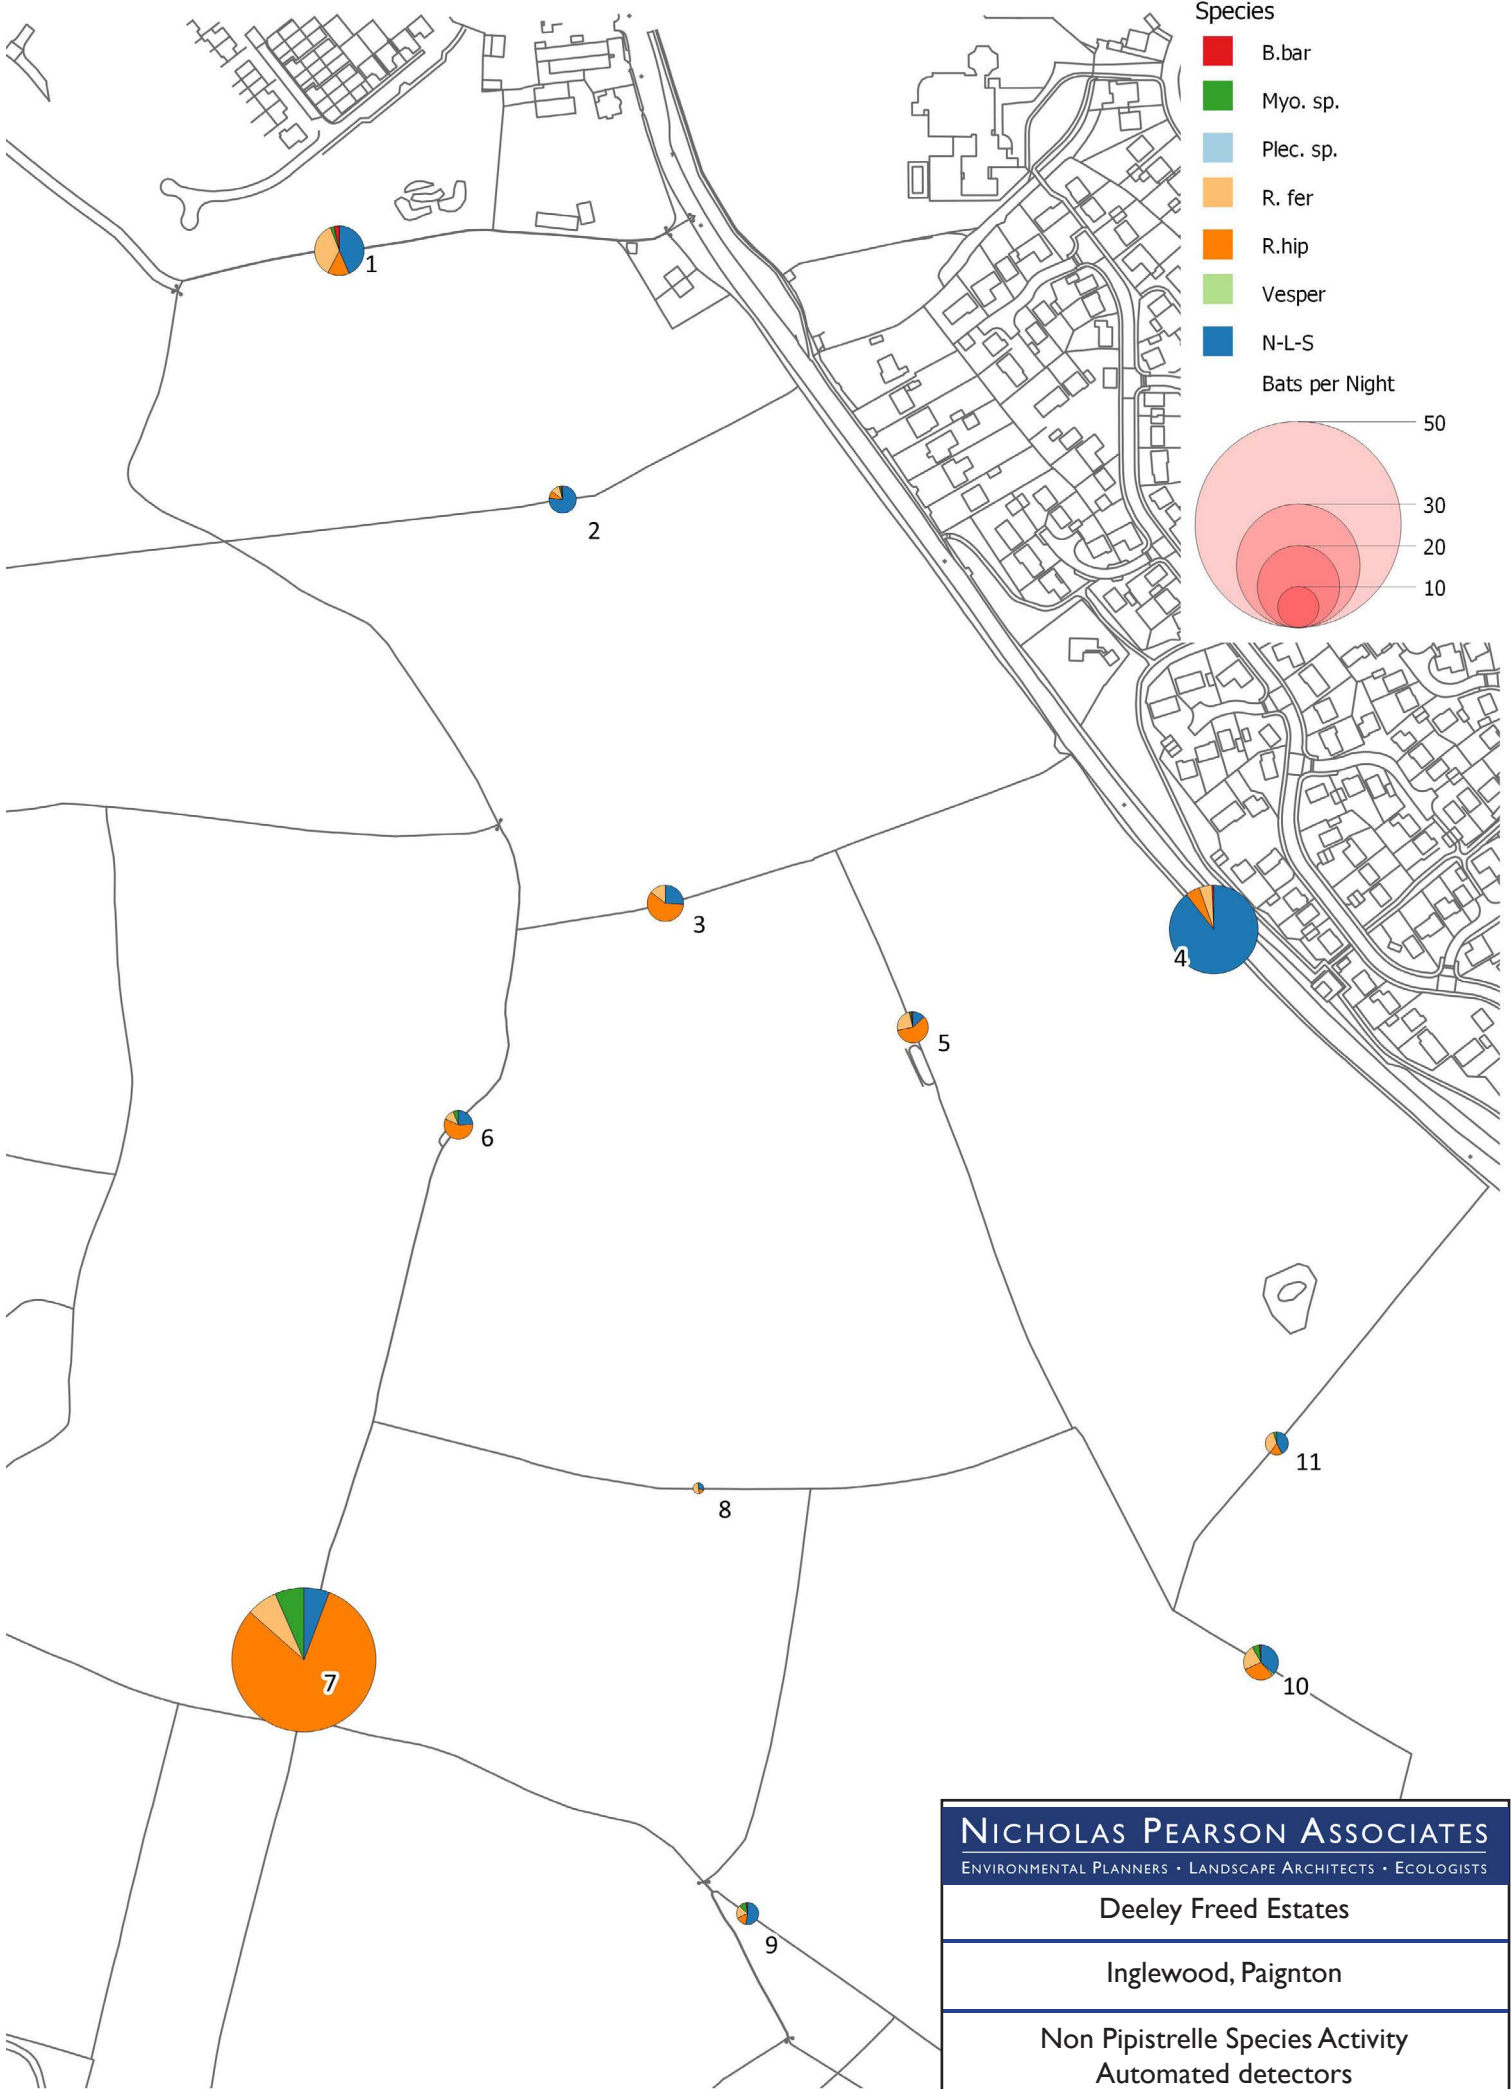 Species
B.bar
Myo. sp.
Plec. sp.
R. fer
R.hip
Vesper
N-L-S
Bats per Night
50
30
20
10
1
2
3
4
5
6
7
8
9
10
11
NICHOLAS PEARSON ASSOCIATES
ENVIRONMENTAL PLANNERS • LANDSCAPE ARCHITECTS • ECOLOGISTS
Deeley Freed Estates
Inglewood, Paignton
Non Pipistrelle Species Activity
Automated detectors